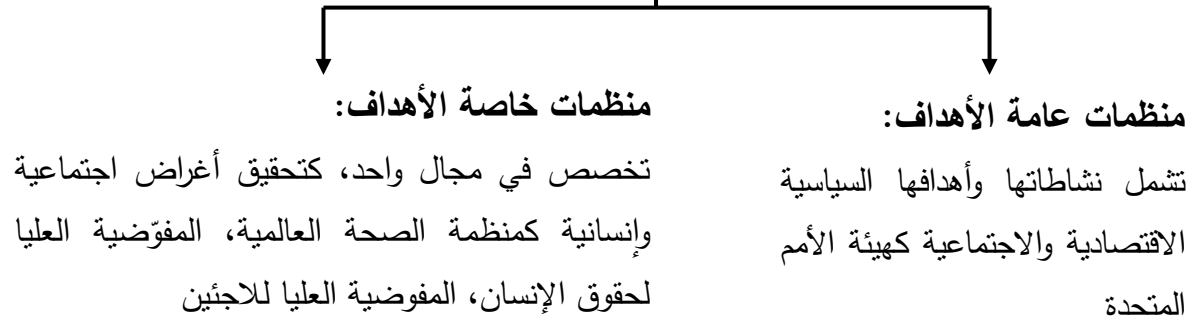 منظمات عامة الأهداف:
تشمل نشاطاتها وأهدافها السياسية
الاقتصادية والاجتماعية كهيئة الأمم
المتحدة
منظمات خاصة الأهداف:
تخصص في مجال واحد، كتحقيق أغراض اجتماعية
وإنسانية كمنظمة الصحة العالمية، المفوّضية العليا
لحقوق الإنسان، المفوضية العليا للاجئين